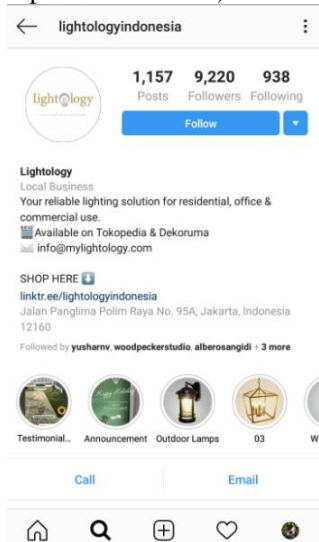 lightologyindonesia
1,157 9,220 938
Posts Followers Following
Lightology
Follow
Lightology
Local Business
Your reliable lighting solution for residential, office &
commercial use.
Available on Tokopedia & Dekoruma
info@mylightology.com
SHOP HERE
linktr.ee/lightologyindonesia
Jalan Panglima Polim Raya No. 95A, Jakarta, Indonesia
12160
Followed by yusharnv, woodpeckerstudio, alberosangidi + 3 more
Testimonial... Announcement Outdoor Lamps 03 W
Call Email